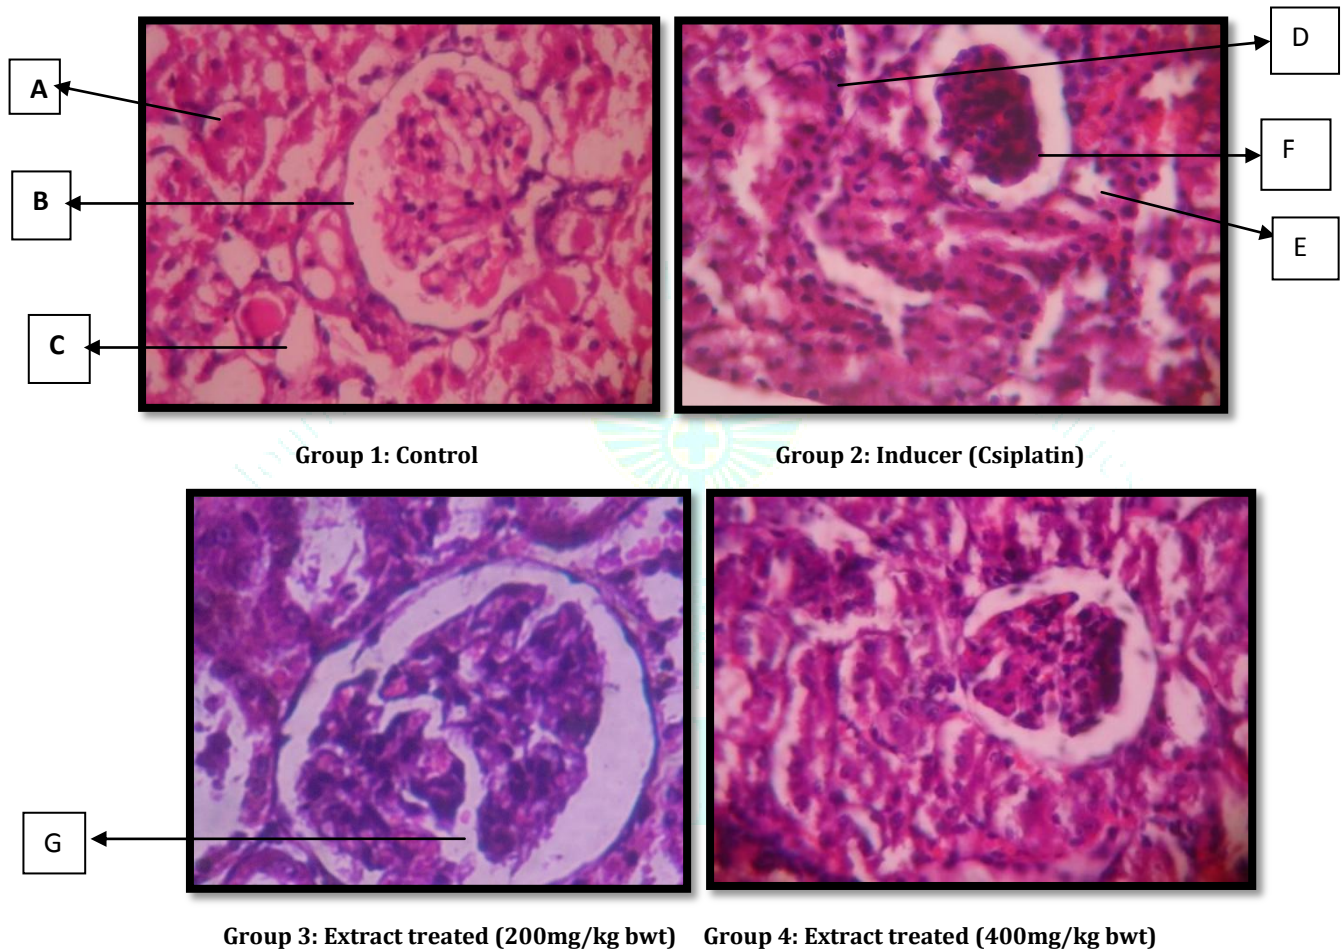 A
B
C
D
F
E
Group 1: Control
Group 2: Inducer (Csiplatin)
G
Group 3: Extract treated (200mg/kg bwt)
Group 4: Extract treated (400mg/kg bwt)